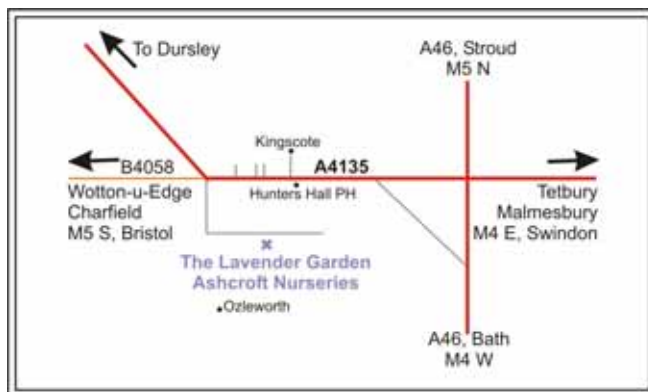 To Dursley
A46, Stroud
M5 N
Kingscote
B4058
A4135
Hunters Hall PH
Wotton-u-Edge
Charfield
M5 S, Bristol
Tetbury
Malmesbury
M4 E, Swindon
The Lavender Garden
Ashcroft Nurseries
Ozleworth
A46, Bath
M4 W